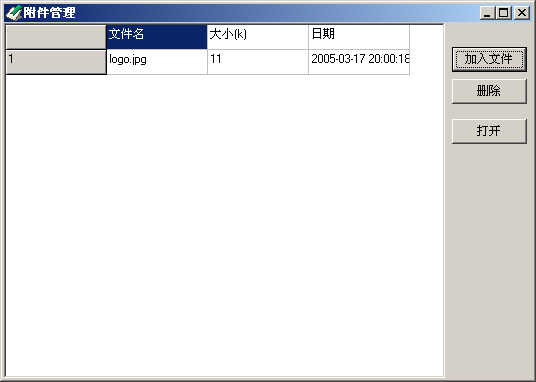 附件管理
文件名 大小(k) 日期
1 logo.jpg 11 2005-03-17 20:00:18
加入文件
删除
打开